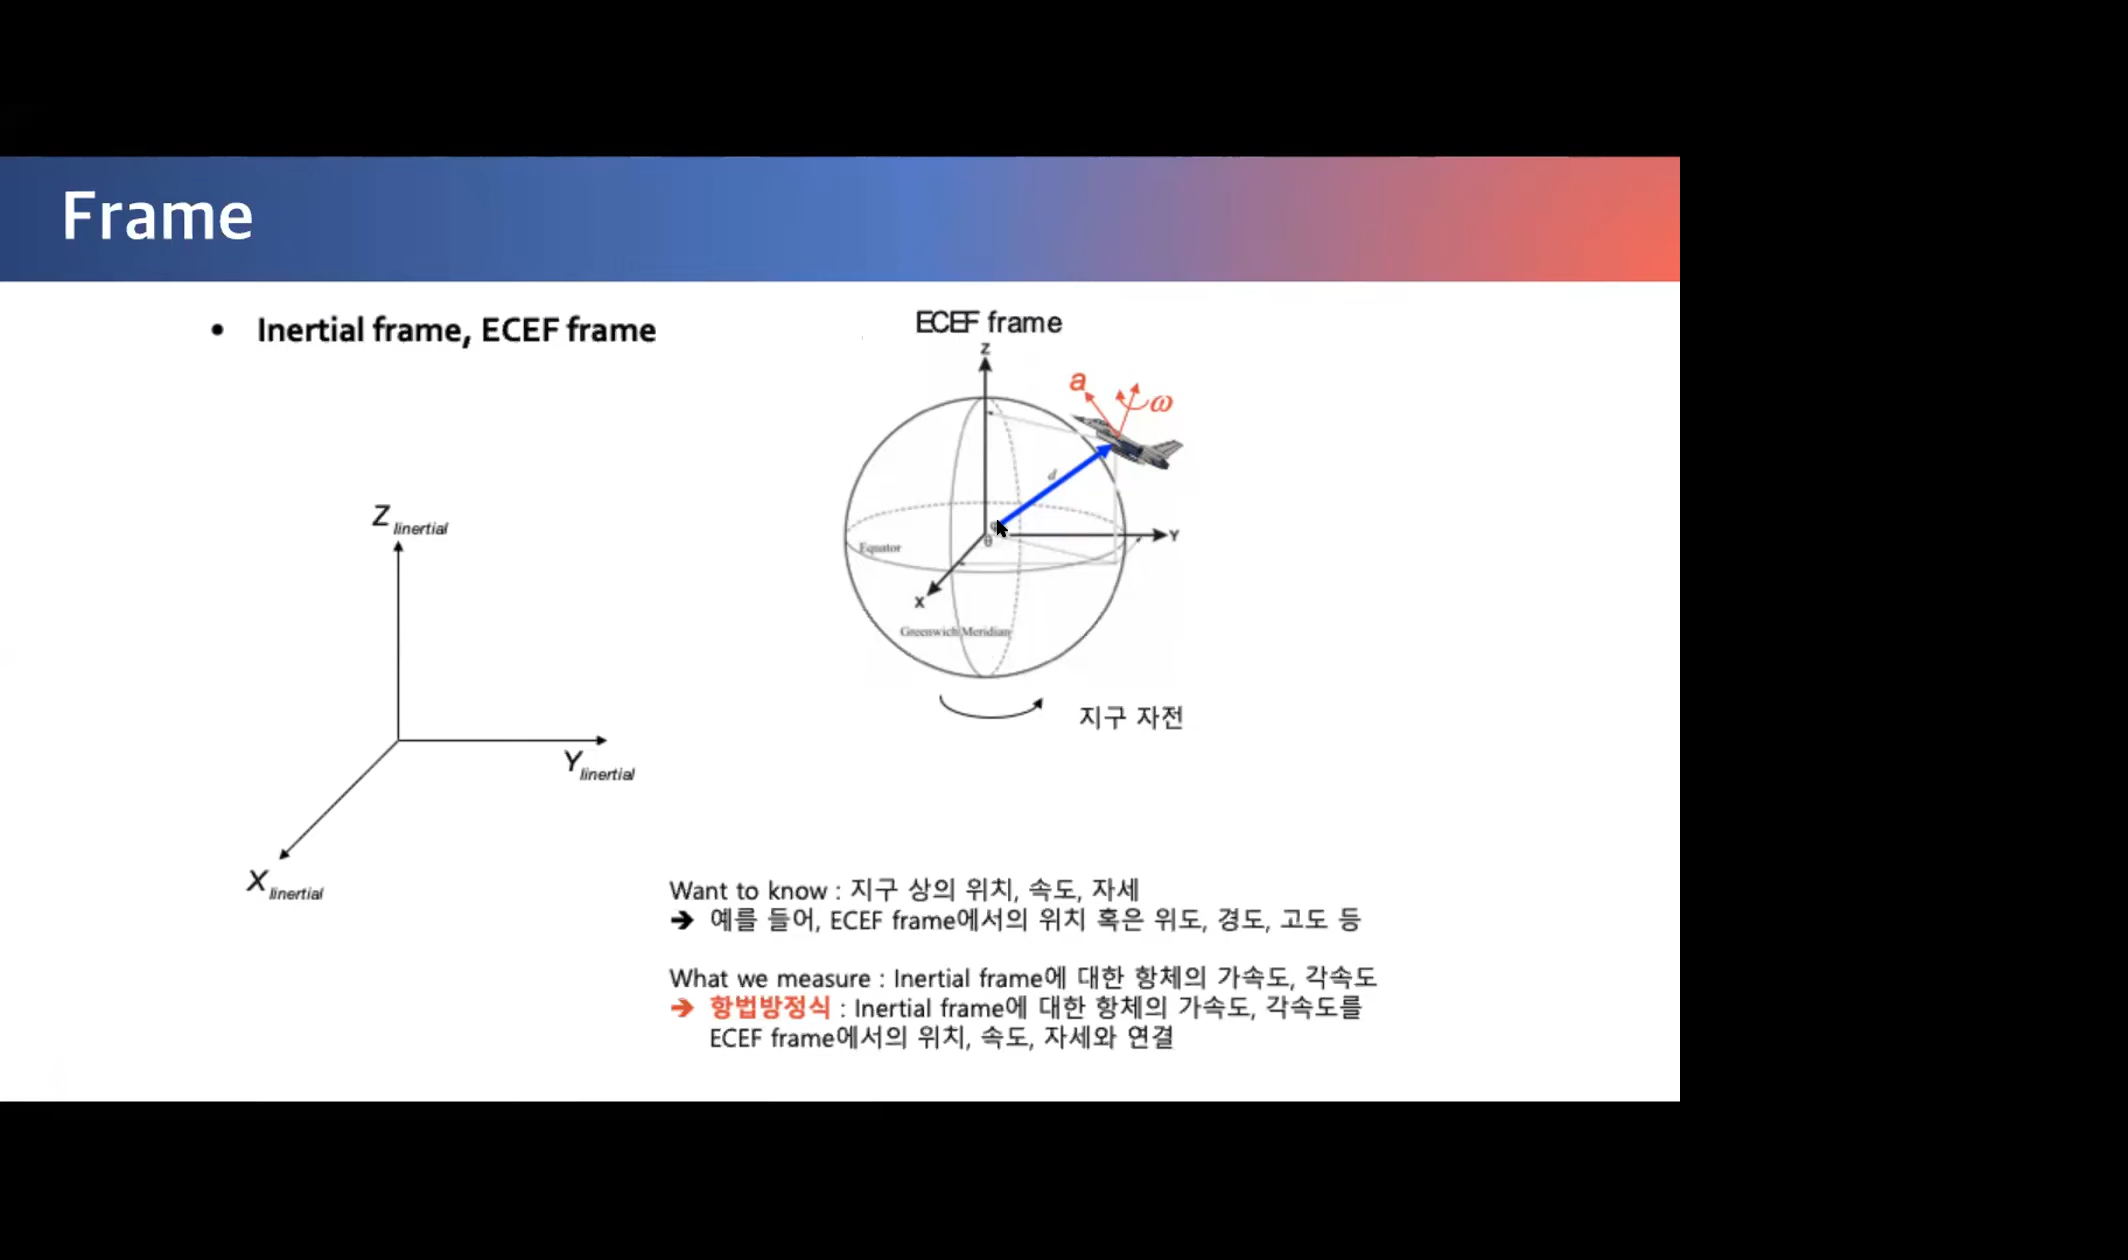 Frame
• Inertial frame, ECEF frame
ECEF frame
Z
a
ω
d
φ
θ
Y
Equator
X
Greenwich Meridian
지구 자전
Z Iinertial
Y Iinertial
X Iinertial
Want to know : 지구 상의 위치, 속도, 자세
➔ 예를 들어, ECEF frame에서의 위치 혹은 위도, 경도, 고도 등
What we measure : Inertial frame에 대한 항체의 가속도, 각속도
➔ 항법방정식 : Inertial frame에 대한 항체의 가속도, 각속도를
ECEF frame에서의 위치, 속도, 자세와 연결